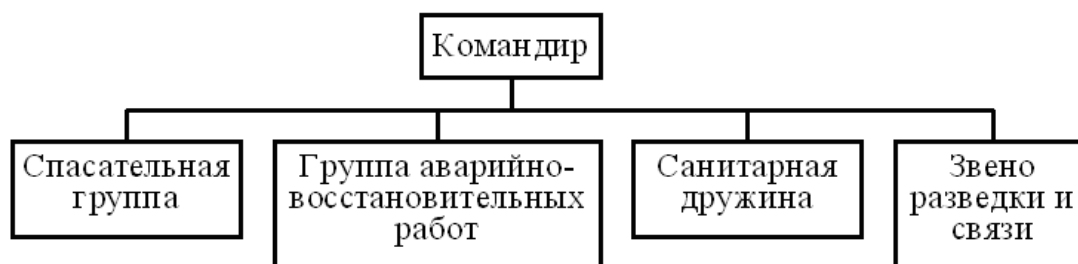 Командир
Спасательная
группа
Группа аварийно-
восстановительных
работ
Санитарная
дружина
Звено
разведки и
связи